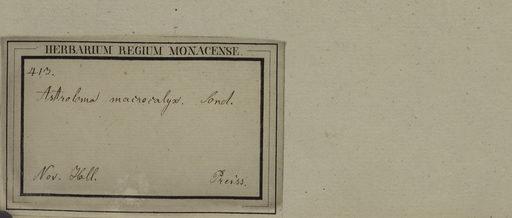 HERBARIUM REGIUM MONACENSE.
413.
Astroloma macrocalyx. Sond.
Nov. Holl. Preiss.